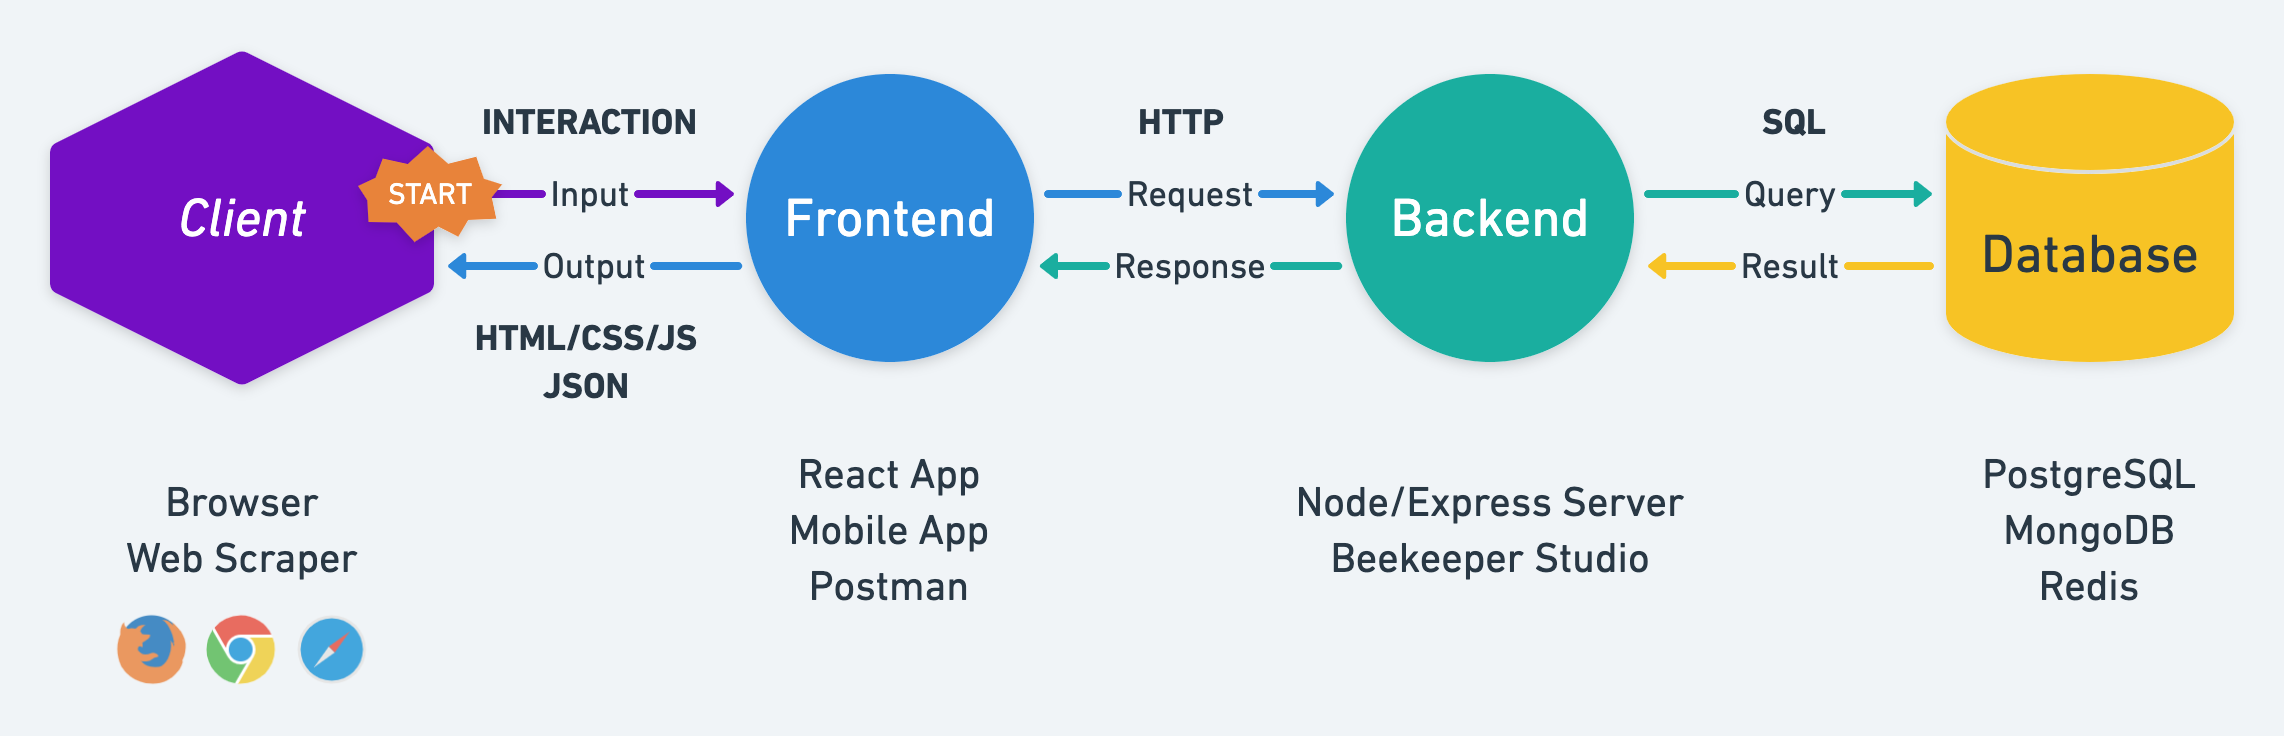 Client
START
INTERACTION
Input
Output
HTML/CSS/JS
JSON
Frontend
HTTP
Request
Response
Backend
SQL
Query
Result
Database
Browser
Web Scraper
React App
Mobile App
Postman
Node/Express Server
Beekeeper Studio
PostgreSQL
MongoDB
Redis